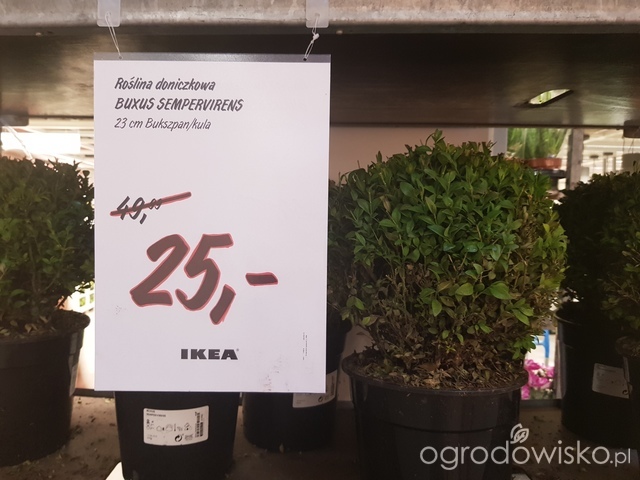 Roślina doniczkowa
BUXUS SEMPERVIRENS
23 cm Bukszpan/kula
49,99
25,-
IKEA
ogrodowisko.pl